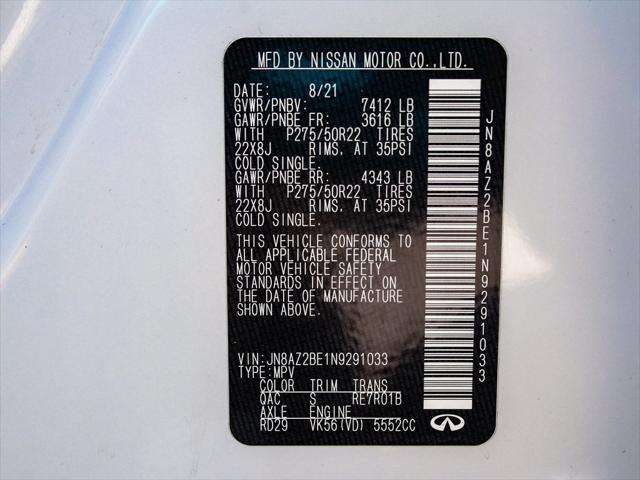 MFD BY NISSAN MOTOR CO.,LTD.
DATE: 8/21
GVWR/PNBV: 7412 LB
GAWR/PNBE FR: 3616 LB
WITH P275/50R22 TIRES
22X8J RIMS, AT 35PSI
COLD SINGLE.
GAWR/PNBE RR: 4343 LB
WITH P275/50R22 TIRES
22X8J RIMS, AT 35PSI
COLD SINGLE.
THIS VEHICLE CONFORMS TO
ALL APPLICABLE FEDERAL
MOTOR VEHICLE SAFETY
STANDARDS IN EFFECT ON
THE DATE OF MANUFACTURE
SHOWN ABOVE.
VIN:JN8AZ2BE1N9291033
TYPE:MPV
COLOR TRIM TRANS
QAC S RE7R01B
AXLE ENGINE
RD29 VK56(VD) 5552CC
JN8AZ2BE1N9291033